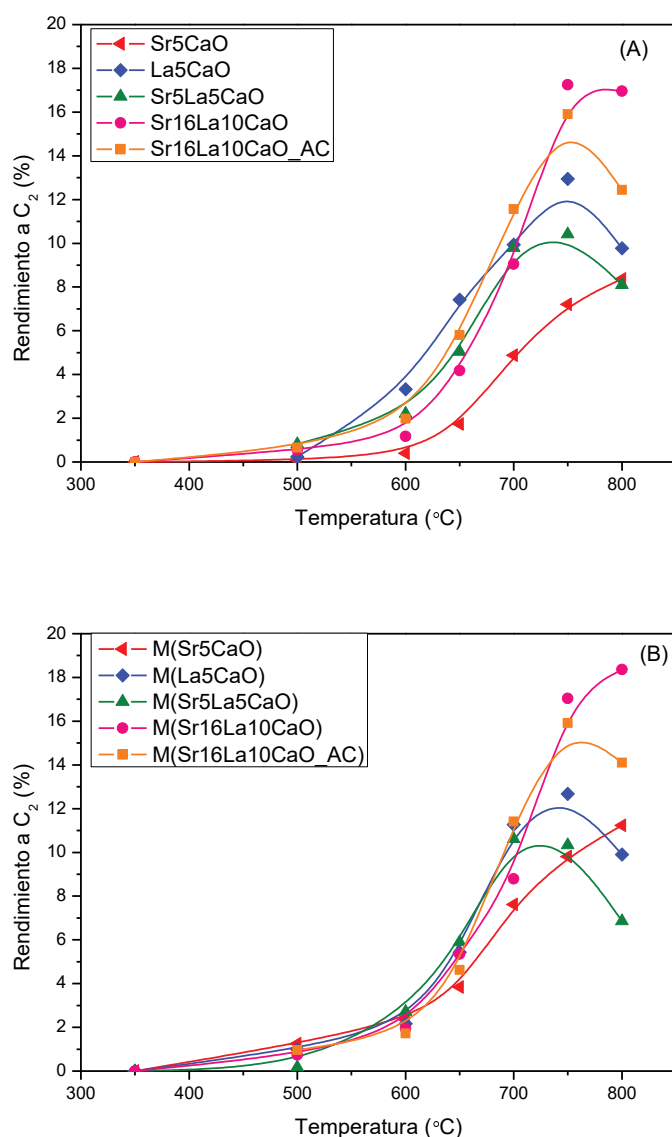 (A)
Sr5CaO
La5CaO
Sr5La5CaO
Sr16La10CaO
Sr16La10CaO_AC
Rendimiento a C₂ (%)
20
18
16
14
12
10
8
6
4
2
0
300 400 500 600 700 800
Temperatura (°C)
(B)
M(Sr5CaO)
M(La5CaO)
M(Sr5La5CaO)
M(Sr16La10CaO)
M(Sr16La10CaO_AC)
Rendimiento a C₂ (%)
20
18
16
14
12
10
8
6
4
2
0
300 400 500 600 700 800
Temperatura (°C)